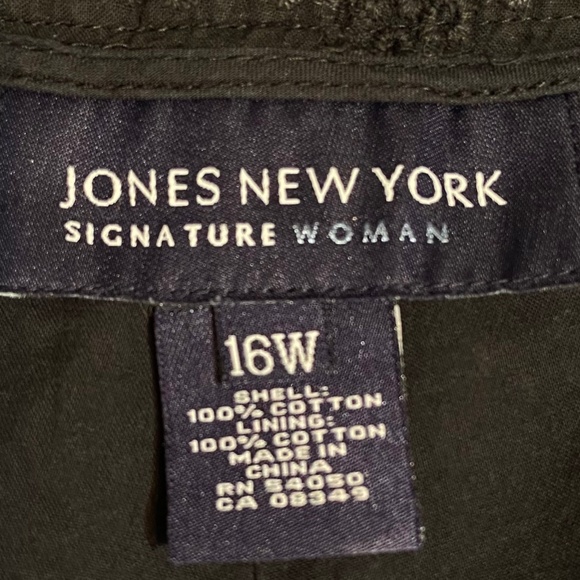 JONES NEW YORK
SIGNATURE WOMAN
16W
SHELL:
100% COTTON
LINING:
100% COTTON
MADE IN
CHINA
RN 54050
CA 08349